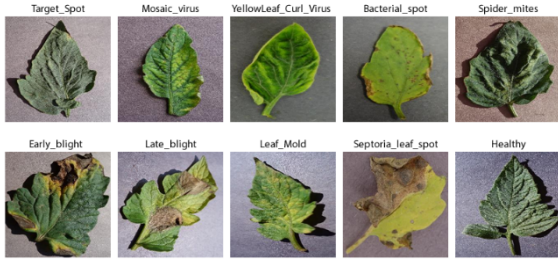 Target_Spot
Mosaic_virus
YellowLeaf_Curl_Virus
Bacterial_spot
Spider_mites
Early_blight
Late_blight
Leaf_Mold
Septoria_leaf_spot
Healthy